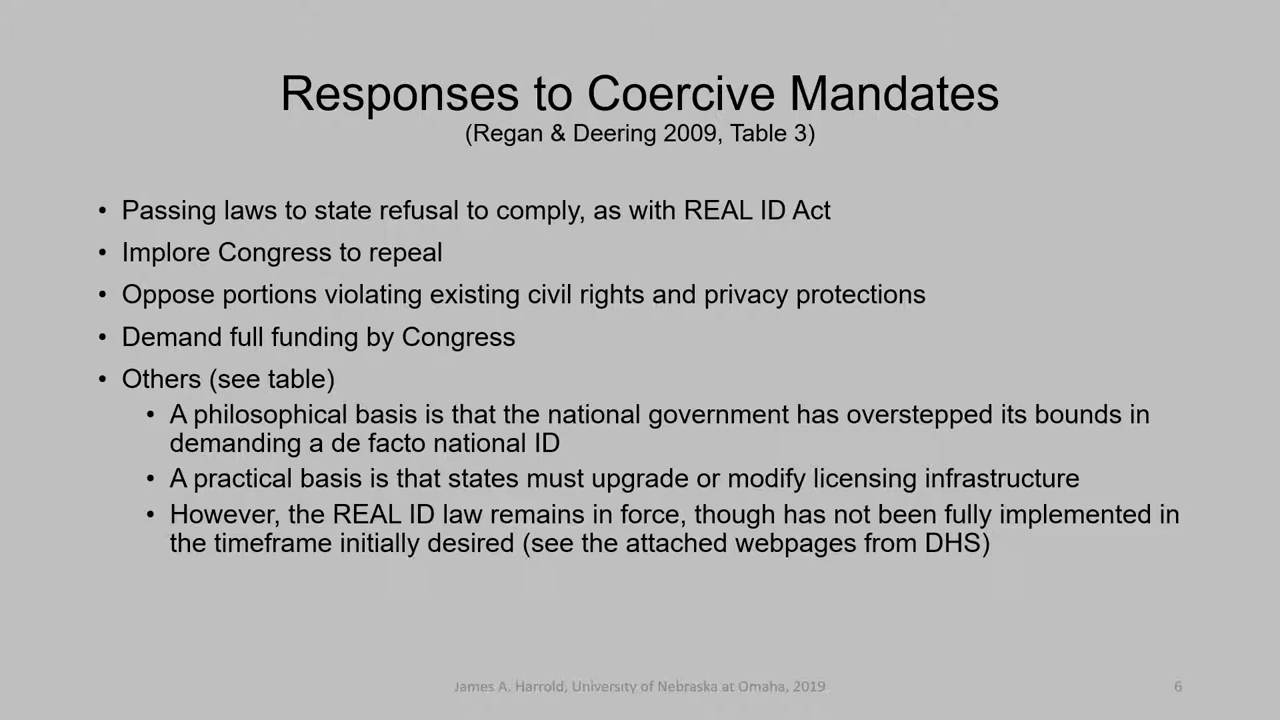 Responses to Coercive Mandates
(Regan & Deering 2009, Table 3)
• Passing laws to state refusal to comply, as with REAL ID Act
• Implore Congress to repeal
• Oppose portions violating existing civil rights and privacy protections
• Demand full funding by Congress
• Others (see table)
• A philosophical basis is that the national government has overstepped its bounds in
demanding a de facto national ID
• A practical basis is that states must upgrade or modify licensing infrastructure
• However, the REAL ID law remains in force, though has not been fully implemented in
the timeframe initially desired (see the attached webpages from DHS)
James A. Harrold, University of Nebraska at Omaha, 2019
6